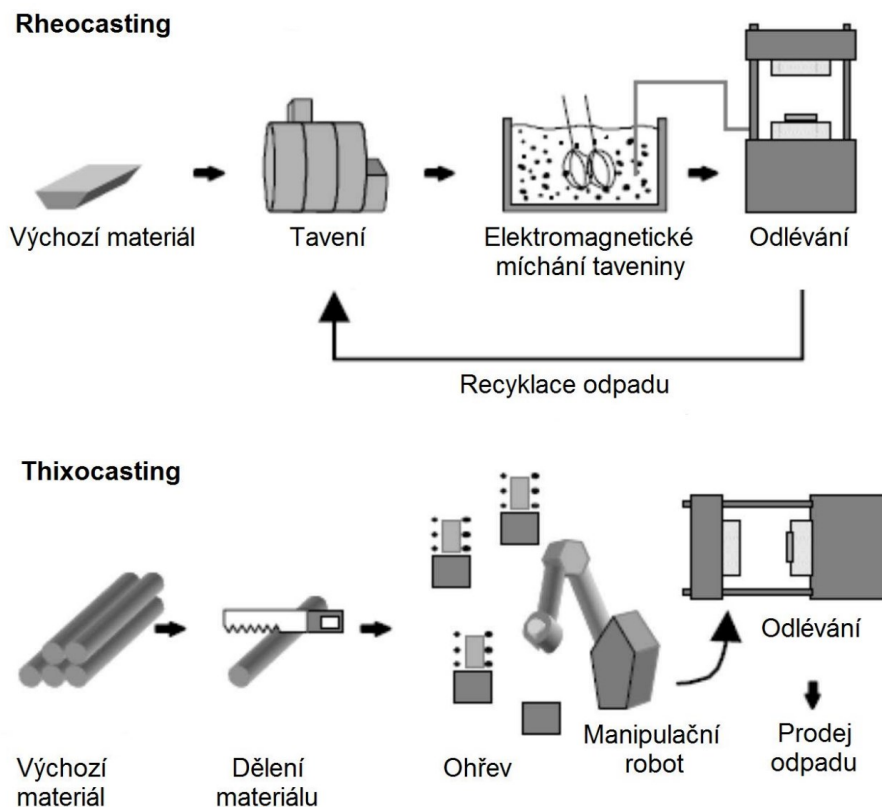 Rheocasting
Výchozí materiál
Tavení
Elektromagnetické
míchání taveniny
Odlévání
Recyklace odpadu
Thixocasting
Výchozí
materiál
Dělení
materiálu
Ohřev
Manipulační
robot
Odlévání
Prodej
odpadu